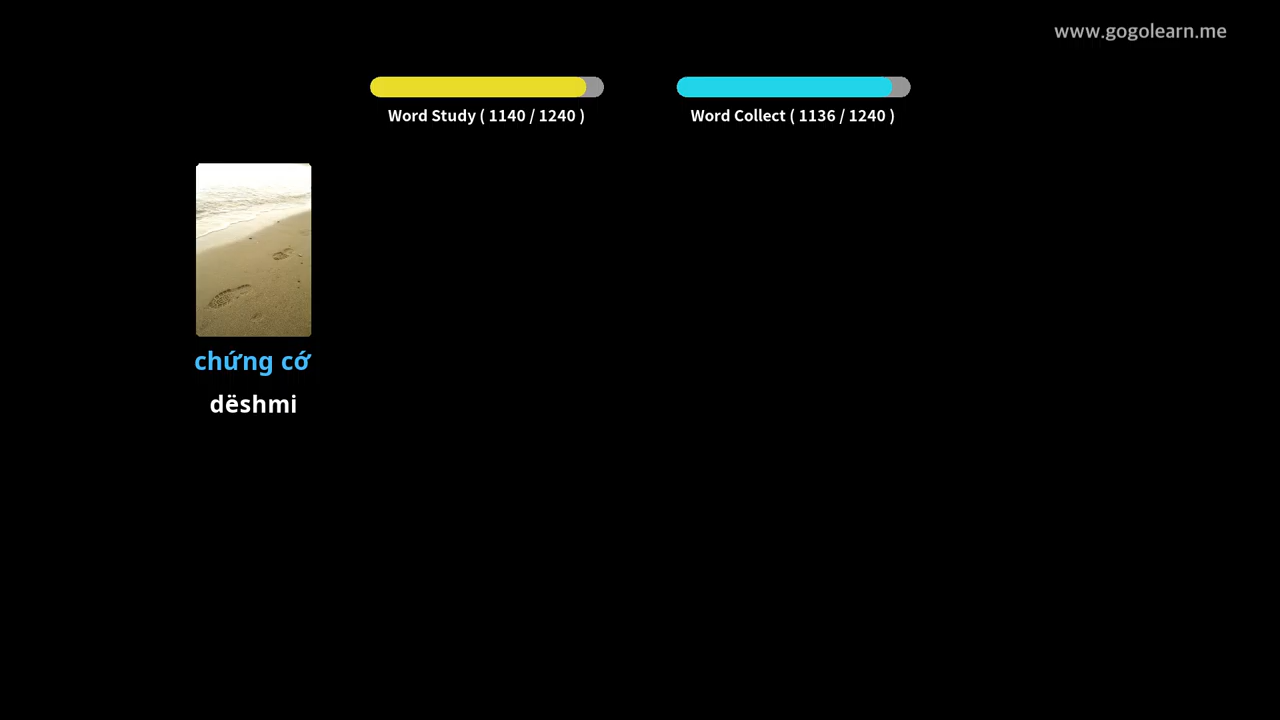 www.gogolearn.me
Word Study ( 1140 / 1240 )
Word Collect ( 1136 / 1240 )
chứng cớ
dëshmi